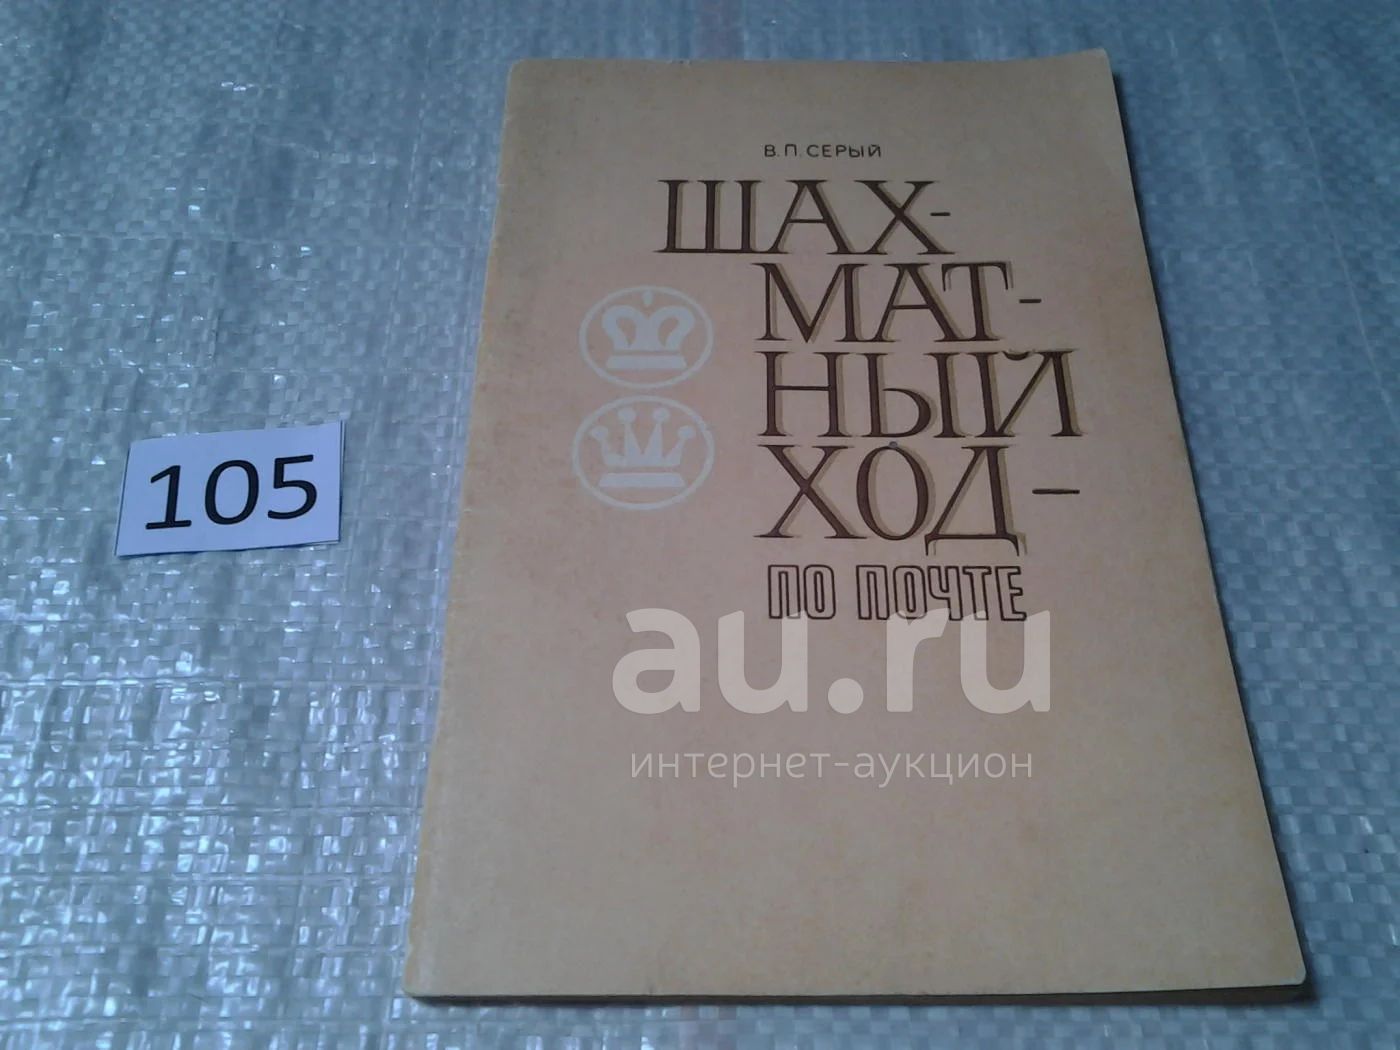 В. П. СЕРЫЙ
ШАХ-
МАТ-
НЫЙ
ХОД –
ПО ПОЧТЕ
105
au.ru
интернет-аукцион